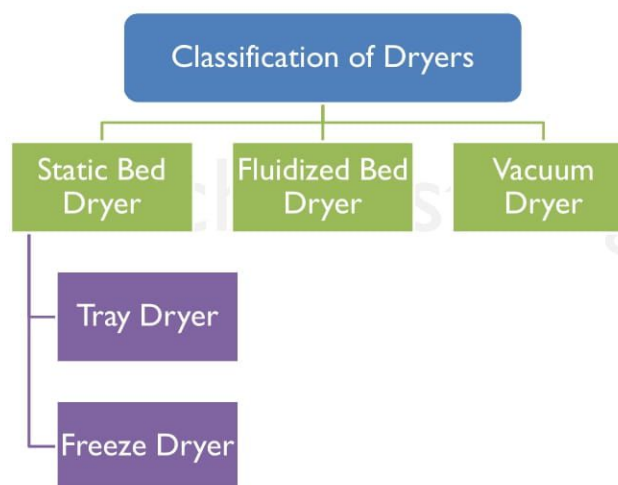 Classification of Dryers
Static Bed
Dryer
Fluidized Bed
Dryer
Vacuum
Dryer
Tray Dryer
Freeze Dryer